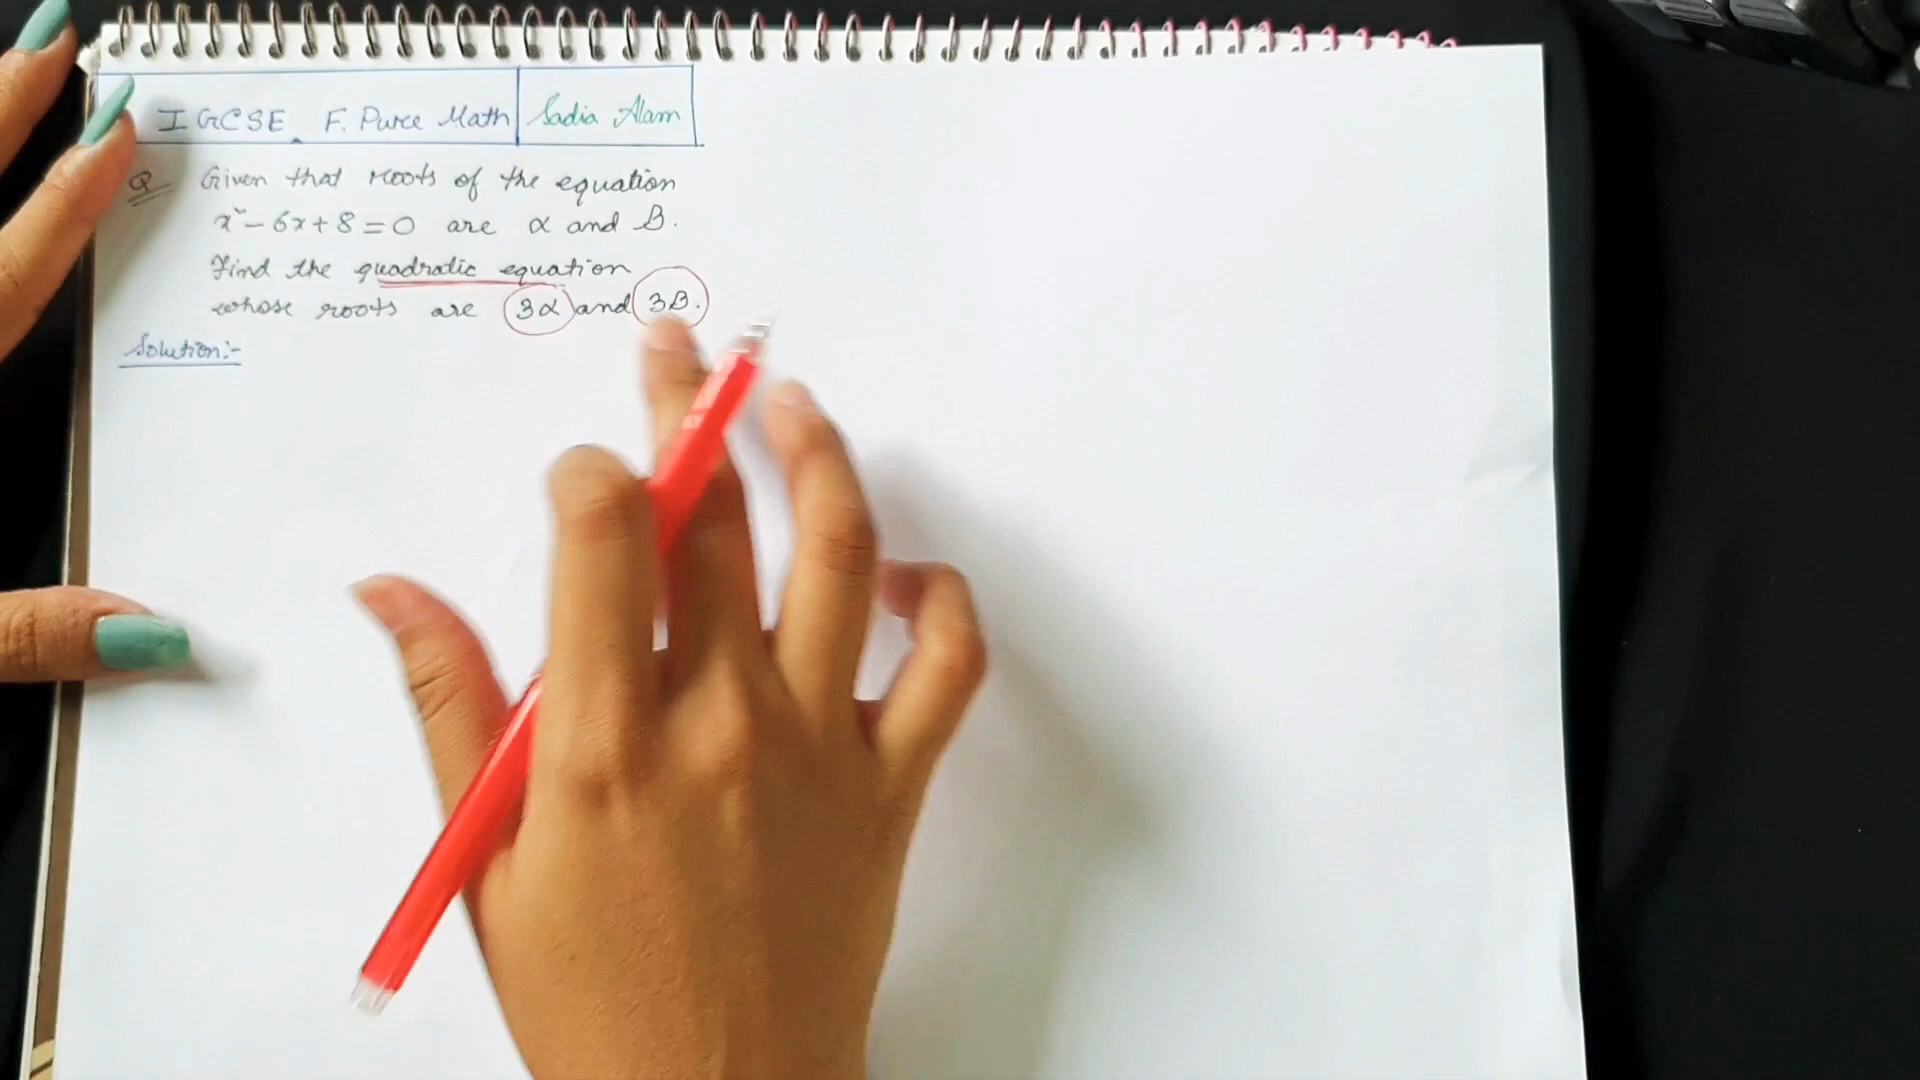 IGCSE F. Pure Math
Sadia Alam
Q Given that roots of the equation
x² - 6x + 8 = 0 are α and β.
Find the quadratic equation
whose roots are 3α and 3β.
Solution:-